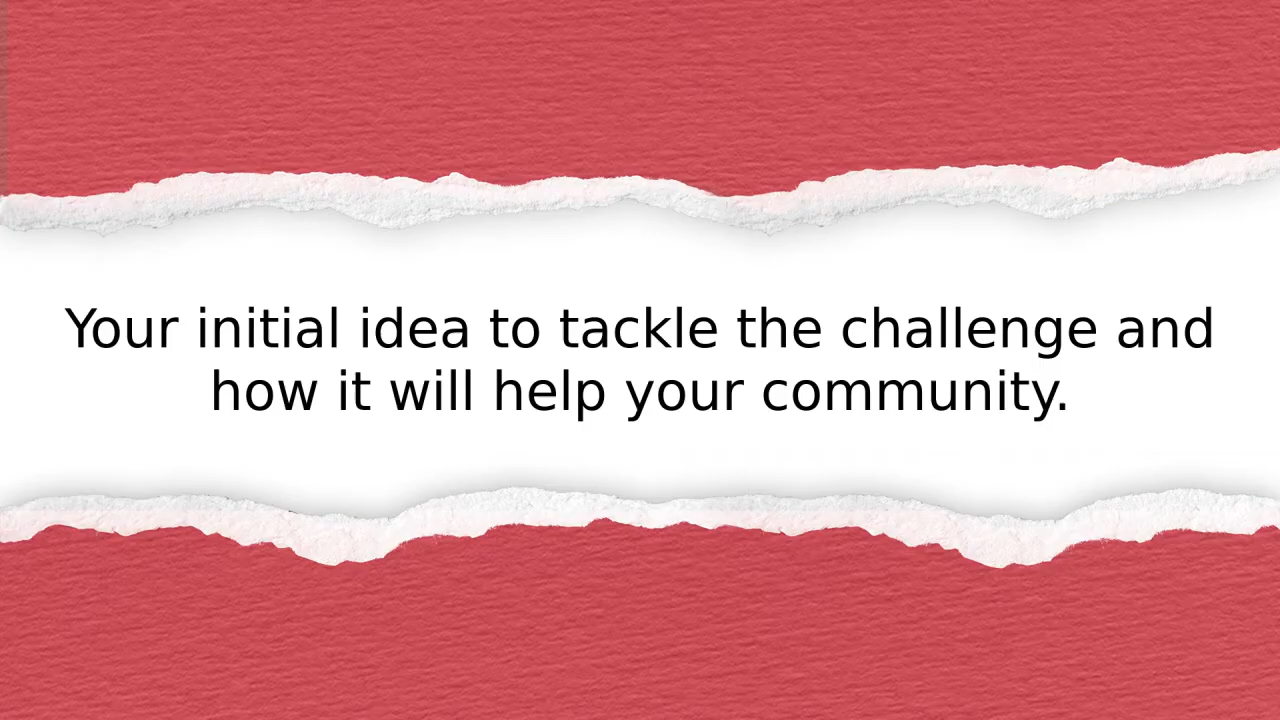 Your initial idea to tackle the challenge and
how it will help your community.